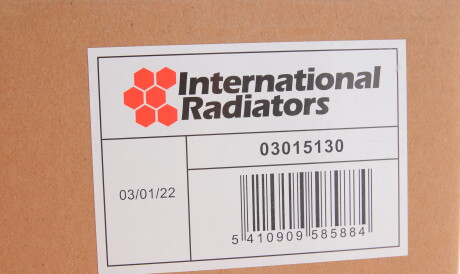 International
Radiators
03015130
03/01/22
5 410909 585884